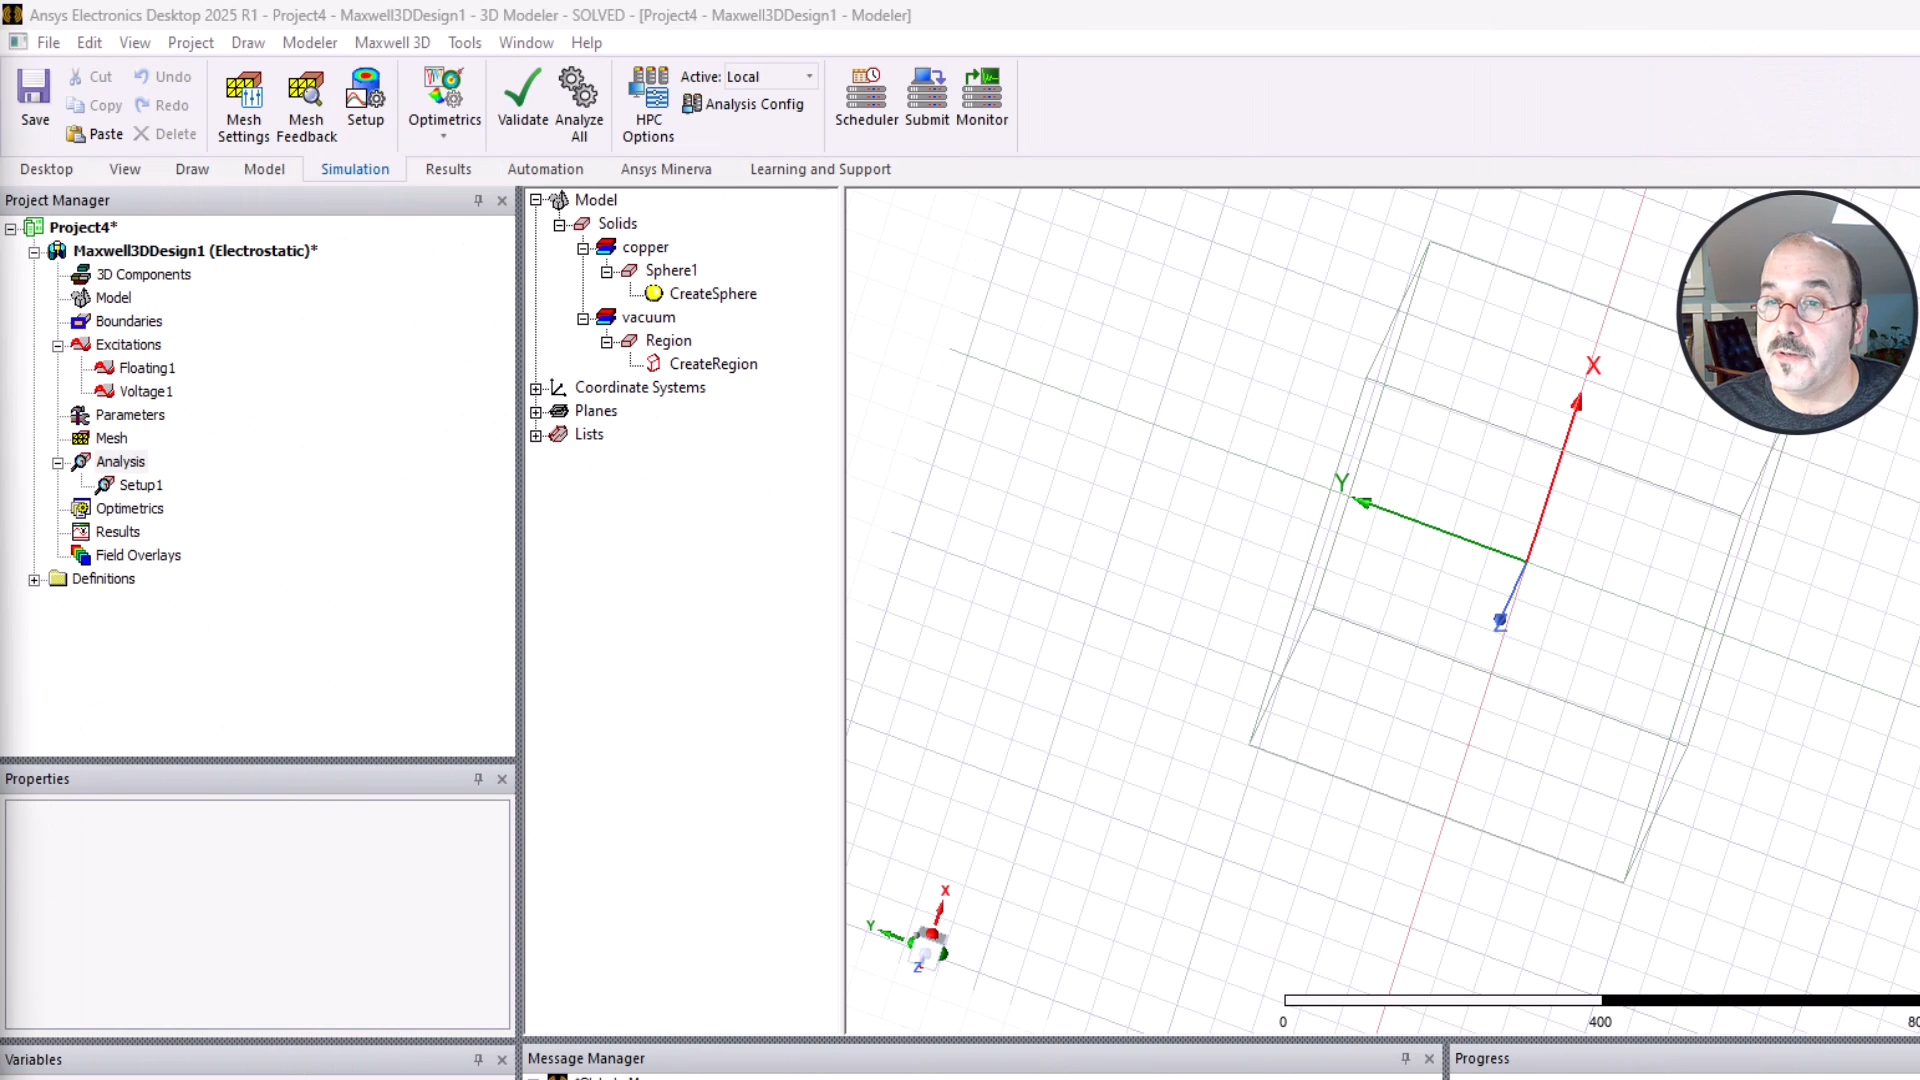 Ansys Electronics Desktop 2025 R1 - Project4 - Maxwell3DDesign1 - 3D Modeler - SOLVED - [Project4 - Maxwell3DDesign1 - Modeler]
File Edit View Project Draw Modeler Maxwell 3D Tools Window Help
Save
Cut
Copy
Paste
Undo
Redo
Delete
Mesh Settings
Mesh Feedback
Setup
Optimetrics
Validate
Analyze All
HPC Options
Active: Local
Analysis Config
Scheduler
Submit
Monitor
Desktop View Draw Model Simulation Results Automation Ansys Minerva Learning and Support
Project Manager
Project4*
Maxwell3DDesign1 (Electrostatic)*
3D Components
Model
Boundaries
Excitations
Floating1
Voltage1
Parameters
Mesh
Analysis
Setup1
Optimetrics
Results
Field Overlays
Definitions
Properties
Variables
Model
Solids
copper
Sphere1
CreateSphere
vacuum
Region
CreateRegion
Coordinate Systems
Planes
Lists
X
Y
Z
X
Y
Z
0
400
Message Manager
Progress